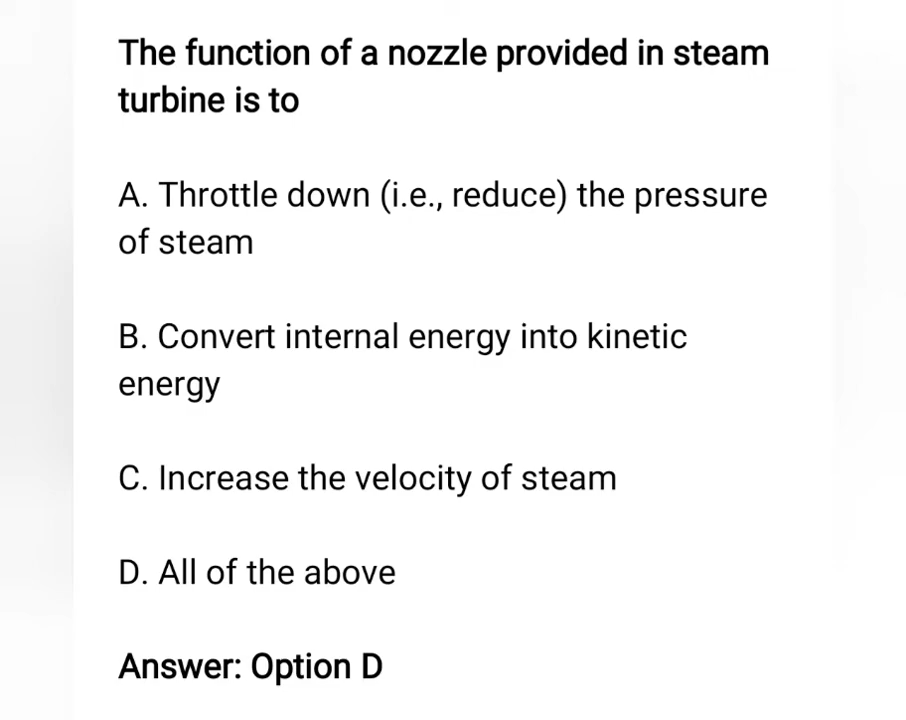 The function of a nozzle provided in steam
turbine is to
A. Throttle down (i.e., reduce) the pressure
of steam
B. Convert internal energy into kinetic
energy
C. Increase the velocity of steam
D. All of the above
Answer: Option D